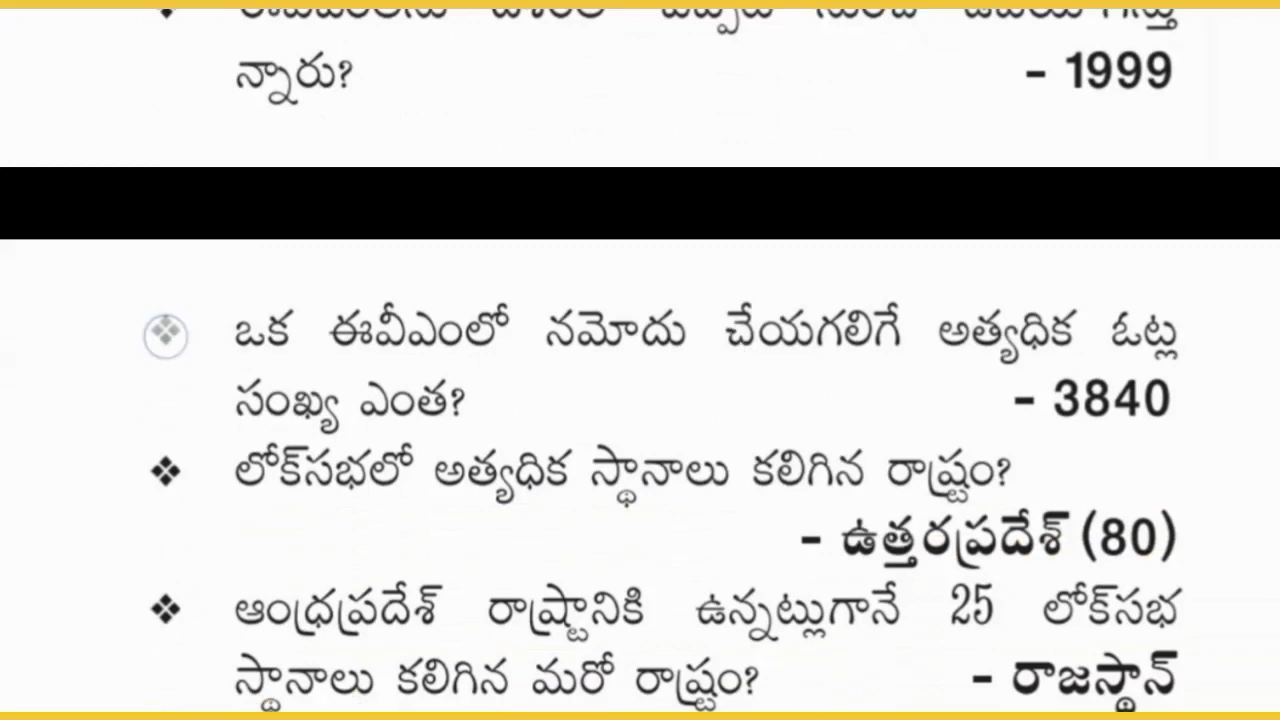 న్నారు? - 1999
❖ ఒక ఈవీఎంలో నమోదు చేయగలిగే అత్యధిక ఓట్ల
సంఖ్య ఎంత? - 3840
❖ లోక్‌సభలో అత్యధిక స్థానాలు కలిగిన రాష్ట్రం?
- ఉత్తరప్రదేశ్ (80)
❖ ఆంధ్రప్రదేశ్ రాష్ట్రానికి ఉన్నట్లుగానే 25 లోక్‌సభ
స్థానాలు కలిగిన మరో రాష్ట్రం? - రాజస్థాన్